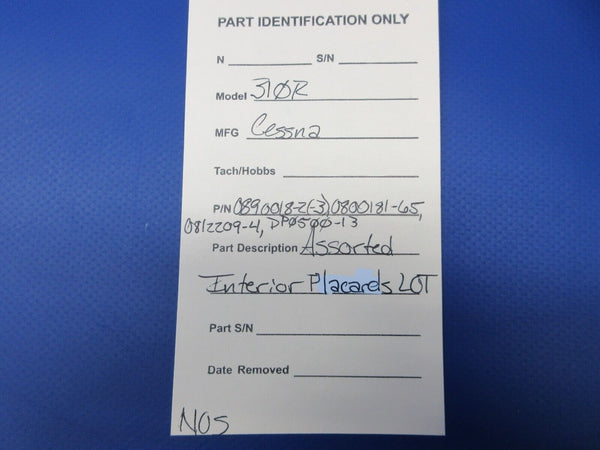 PART IDENTIFICATION ONLY
N S/N
Model 310R
MFG Cessna
Tach/Hobbs
P/N 0890018-2(-3) 0800181-65,
0812209-4, DP0500-13
Part Description Assorted
Interior Placards LOT
Part S/N
Date Removed
NOS